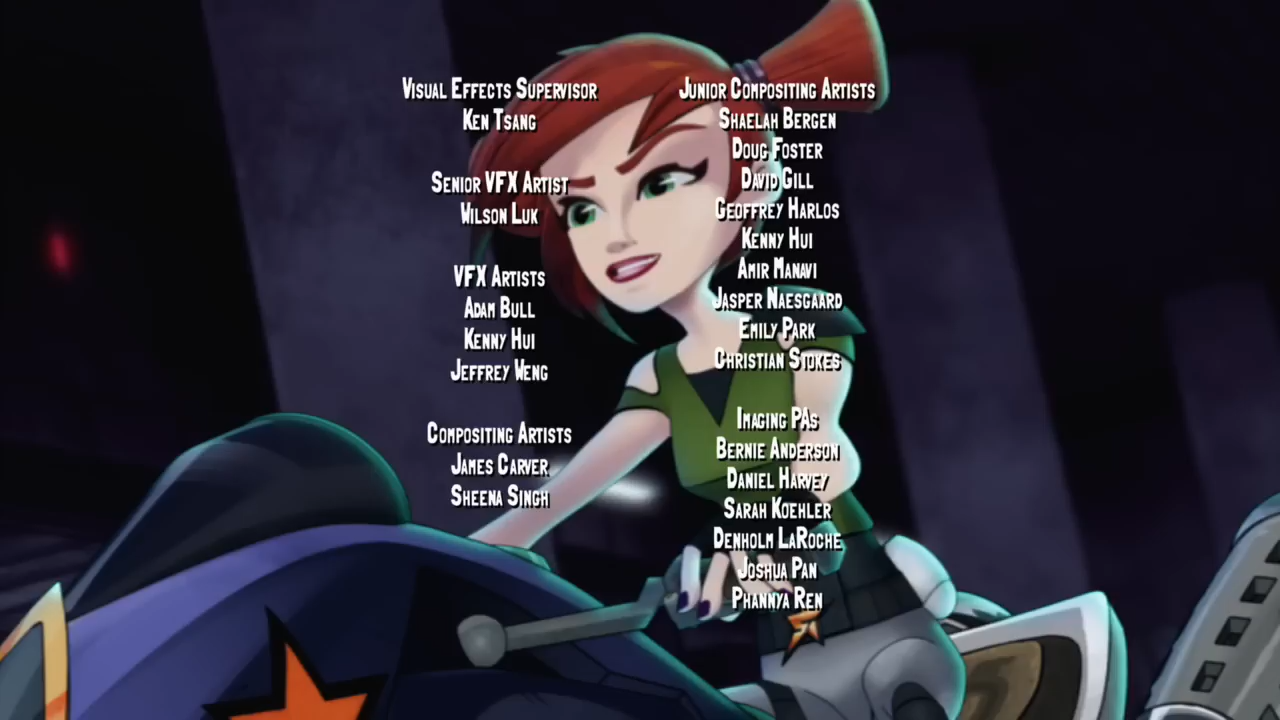 Visual Effects Supervisor
Ken Tsang
Senior VFX Artist
Wilson Luk
VFX Artists
Adam Bull
Kenny Hui
Jeffrey Weng
Compositing Artists
James Carver
Sheena Singh
Junior Compositing Artists
Shaelah Bergen
Doug Foster
David Gill
Geoffrey Harlos
Kenny Hui
Amir Manavi
Jasper Naesgaard
Emily Park
Christian Stokes
Imaging PAs
Bernie Anderson
Daniel Harvey
Sarah Koehler
Denholm LaRoche
Joshua Pan
Phannya Ren